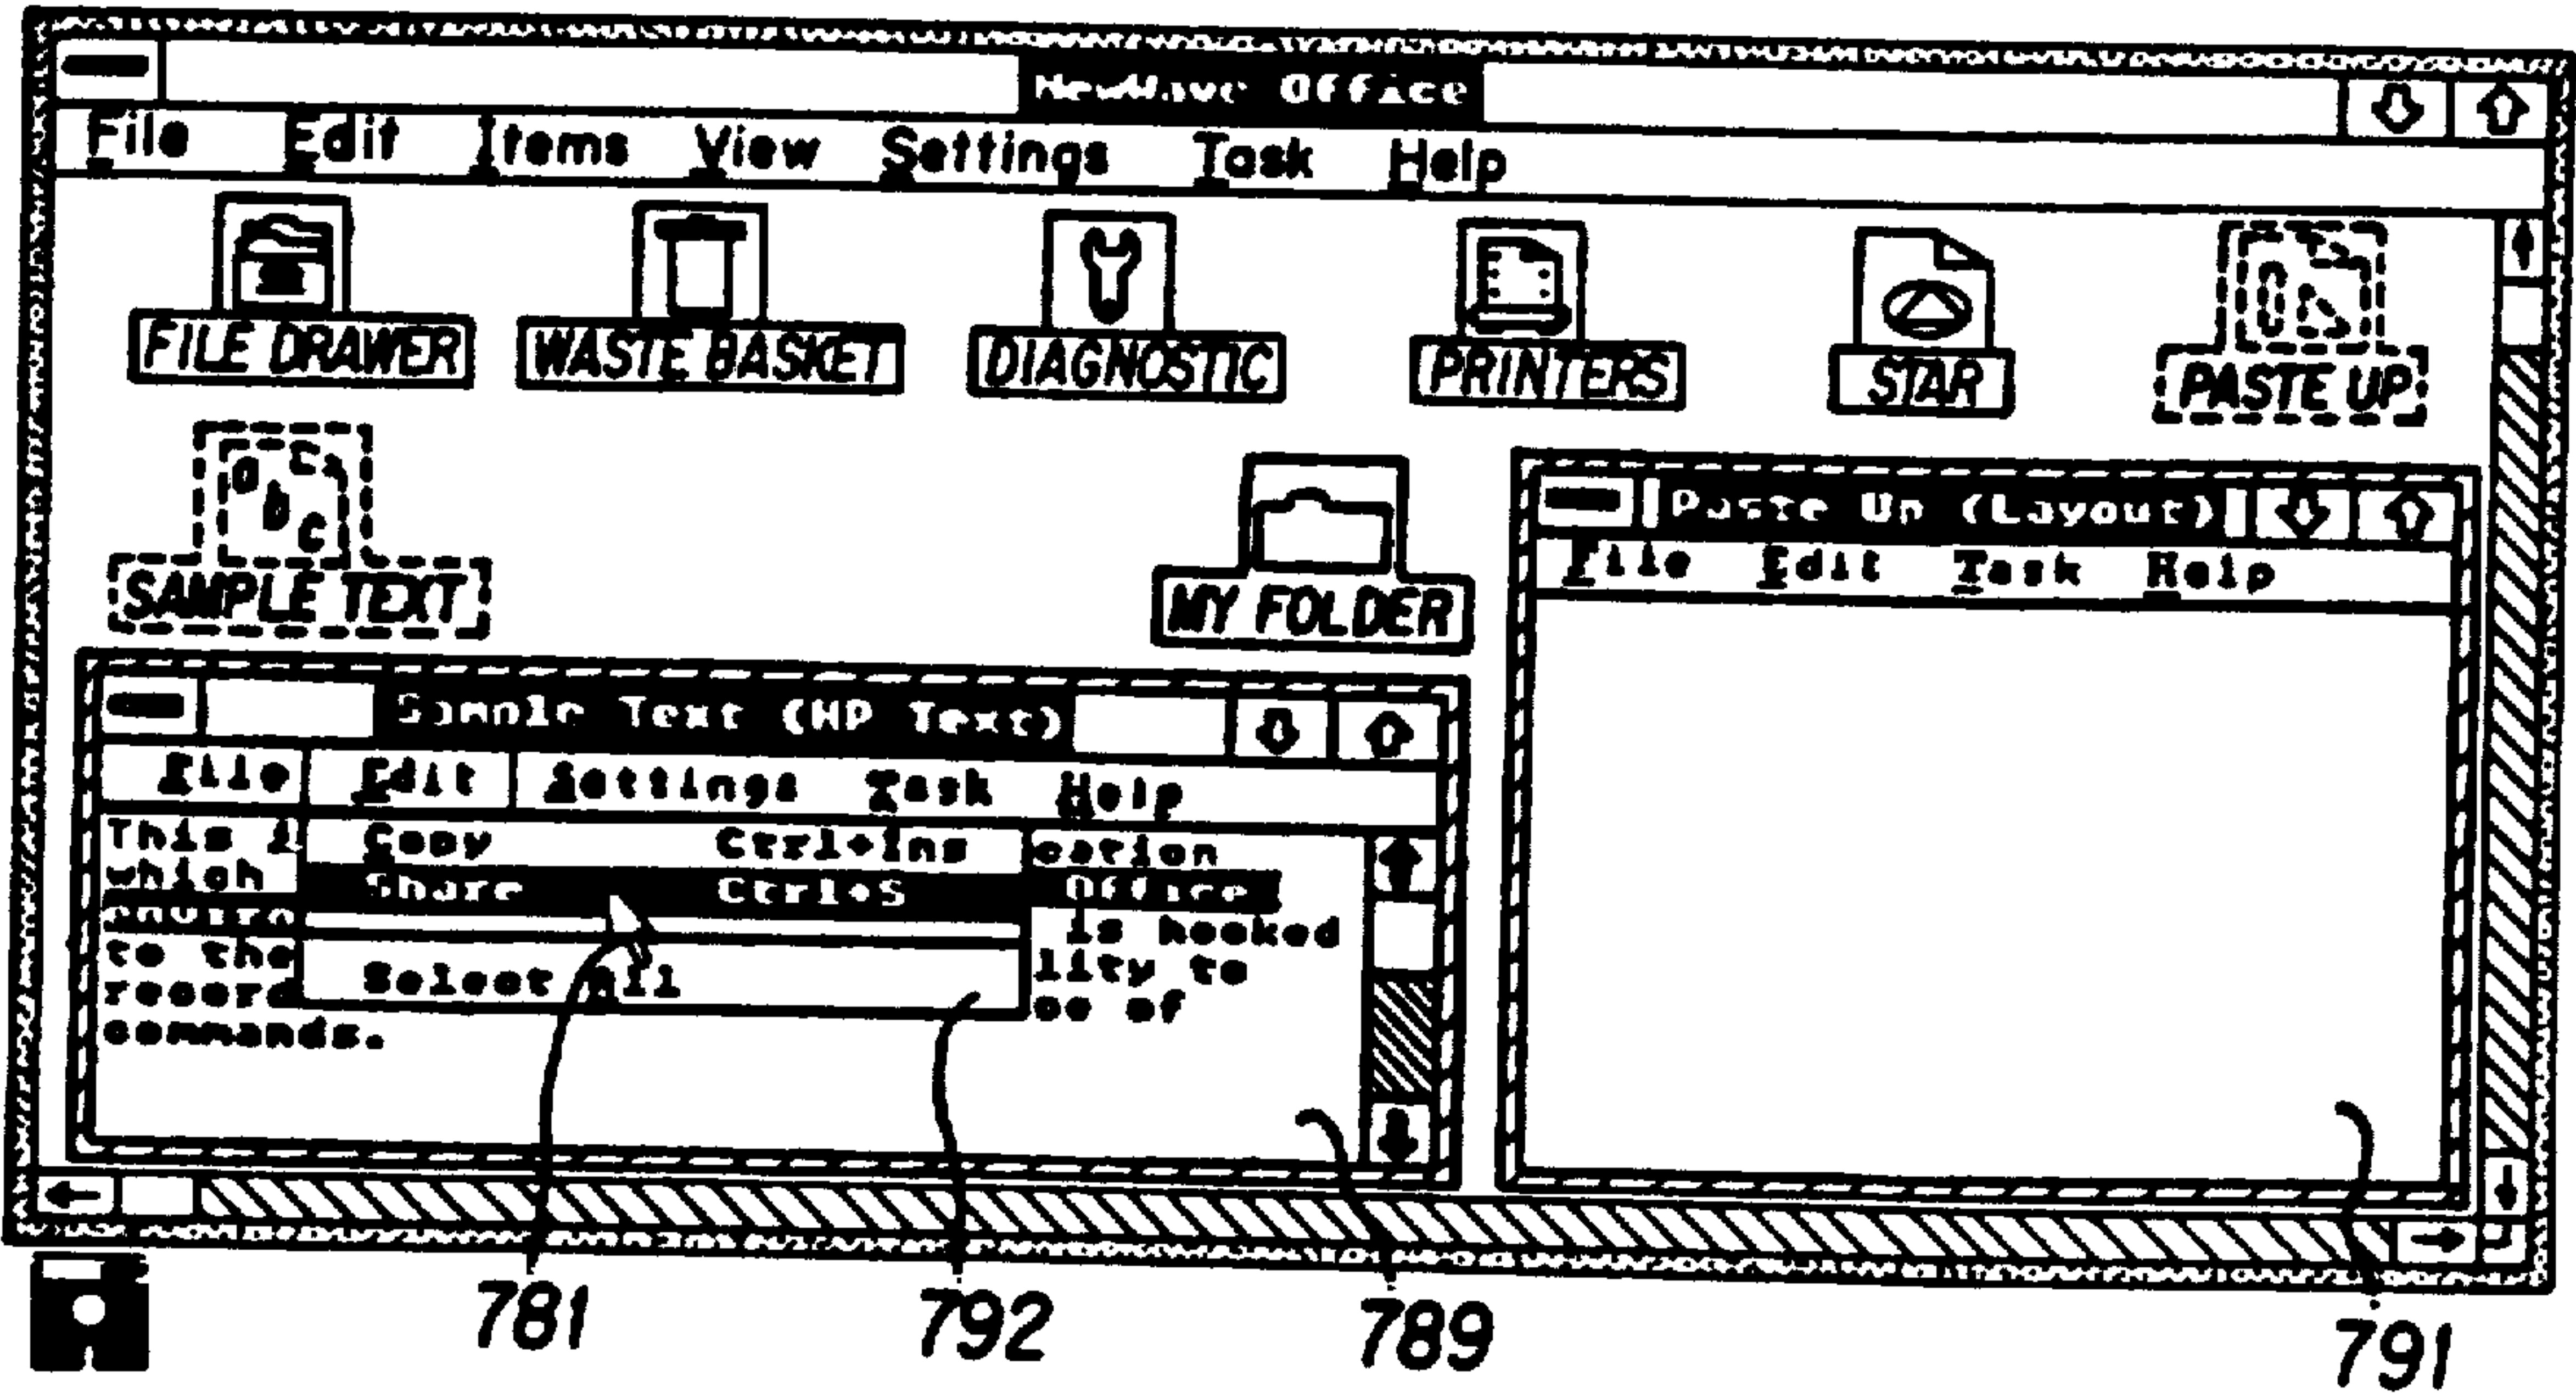 NewWave Office
File Edit Items View Settings Task Help
FILE DRAWER WASTE BASKET DIAGNOSTIC PRINTERS STAR PASTE UP
a b c
SAMPLE TEXT MY FOLDER
Paste Up (Layout)
File Edit Task Help
Sample Text (HP Text)
File Edit Settings Task Help
This i
which
enviro
to the
record
commands.
Copy Ctrl+Ins
Share Ctrl+S
Select All
cation
Office
is hooked
lity to
of
781 792 789 791